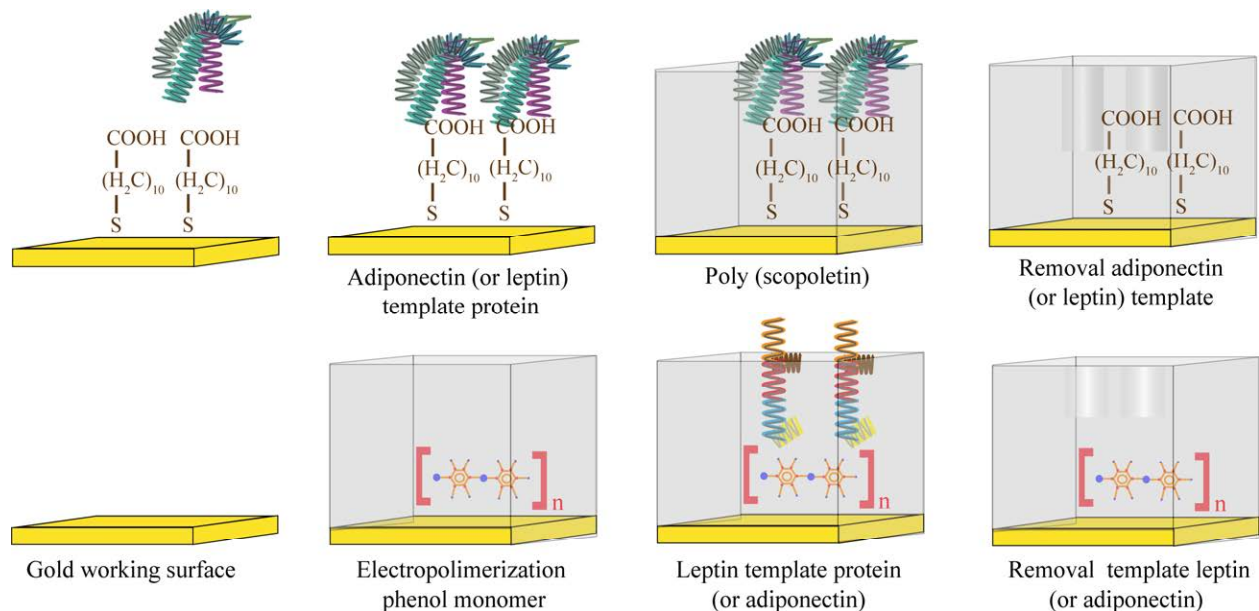 COOH COOH
(H2C)10 (H2C)10
S S
COOH COOH
(H2C)10 (H2C)10
S S
Adiponectin (or leptin)
template protein
COOH COOH
(H2C)10 (H2C)10
S S
Poly (scopoletin)
COOH COOH
(H2C)10 (H2C)10
S S
Removal adiponectin
(or leptin) template
Gold working surface
n
Electropolimerization
phenol monomer
n
Leptin template protein
(or adiponectin)
n
Removal template leptin
(or adiponectin)